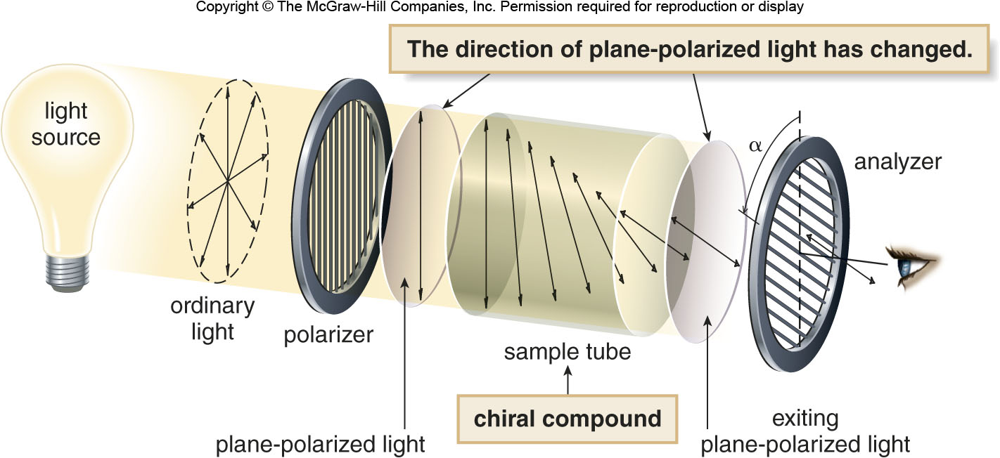 Copyright © The McGraw-Hill Companies, Inc. Permission required for reproduction or display
The direction of plane-polarized light has changed.
light
source
α
analyzer
ordinary
light
polarizer
sample tube
chiral compound
plane-polarized light
exiting
plane-polarized light